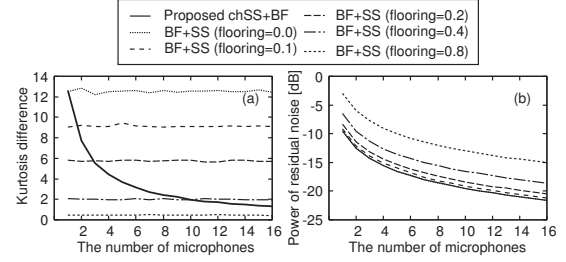 Proposed chSS+BF
BF+SS (flooring=0.0)
BF+SS (flooring=0.1)
BF+SS (flooring=0.2)
BF+SS (flooring=0.4)
BF+SS (flooring=0.8)
Kurtosis difference
14
12
10
8
6
4
2
0
(a)
2 4 6 8 10 12 14 16
The number of microphones
Power of residual noise [dB]
0
-5
-10
-15
-20
-25
(b)
2 4 6 8 10 12 14 16
The number of microphones